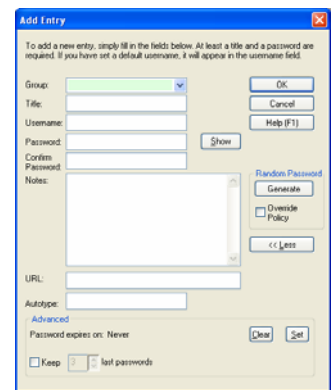 Add Entry
To add a new entry, simply fill in the fields below. At least a title and a password are
required. If you have set a default username, it will appear in the username field.
Group:
OK
Title:
Cancel
Username:
Help (F1)
Password:
Show
Confirm
Password:
Notes:
Random Password
Generate
Override
Policy
<< Less
URL:
Autotype:
Advanced
Password expires on: Never
Clear
Set
Keep
3
last passwords